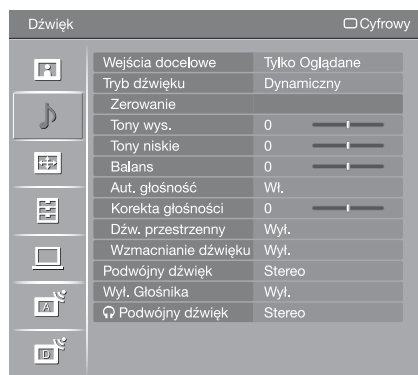 Dźwięk Cyfrowy
Wejścia docelowe Tylko Oglądane
Tryb dźwięku Dynamiczny
Zerowanie
Tony wys. 0
Tony niskie 0
Balans 0
Aut. głośność Wł.
Korekta głośności 0
Dźw. przestrzenny Wył.
Wzmacnianie dźwięku Wył.
Podwójny dźwięk Stereo
Wył. Głośnika Wył.
Podwójny dźwięk Stereo
A
D